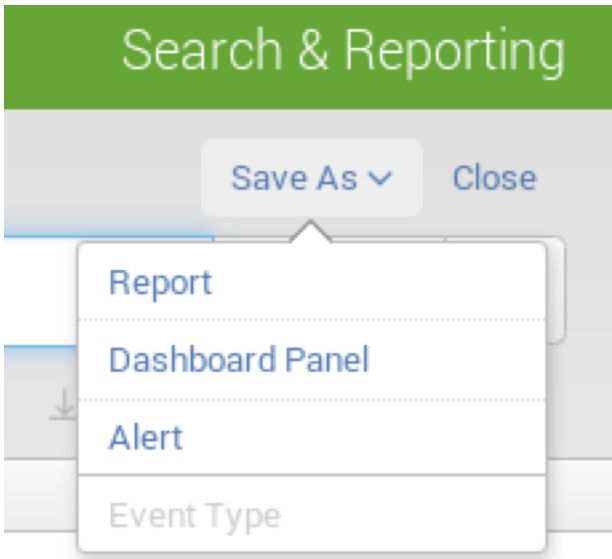 Search & Reporting
Save As Close
Report
Dashboard Panel
Alert
Event Type